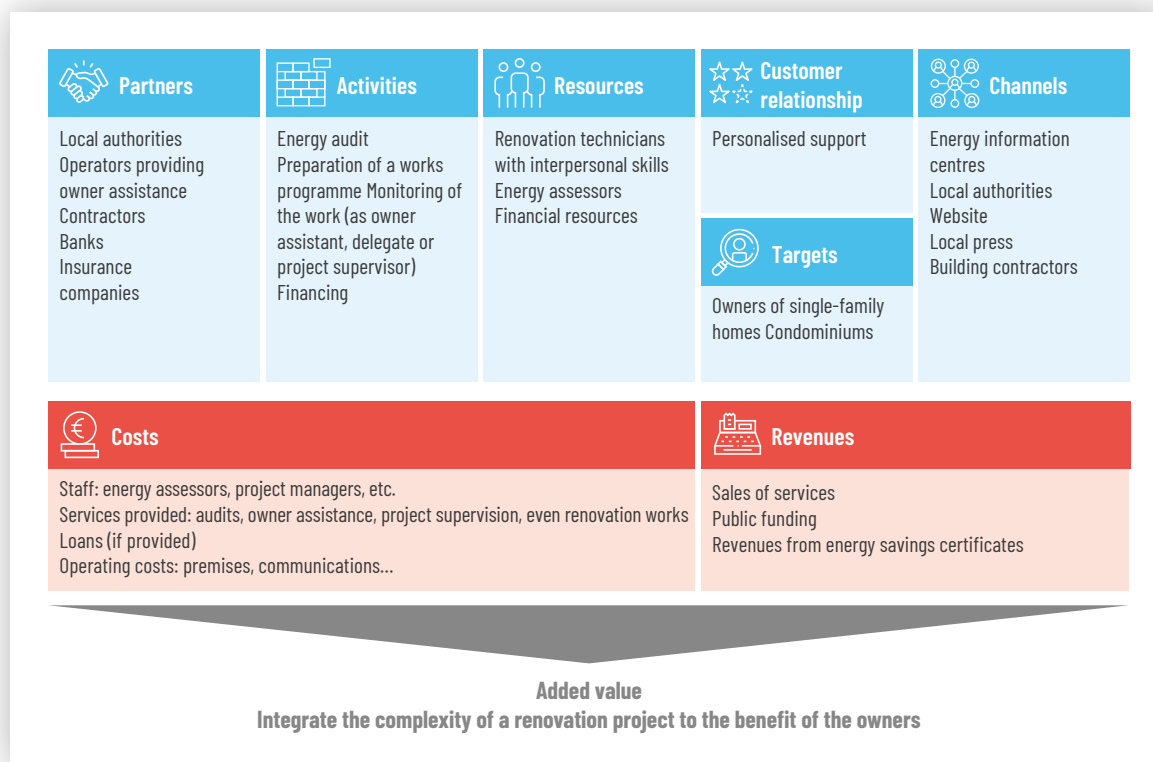 Partners
Local authorities
Operators providing
owner assistance
Contractors
Banks
Insurance
companies
Activities
Energy audit
Preparation of a works
programme Monitoring of
the work (as owner
assistant, delegate or
project supervisor)
Financing
Resources
Renovation technicians
with interpersonal skills
Energy assessors
Financial resources
Customer
relationship
Personalised support
Targets
Owners of single-family
homes Condominiums
Channels
Energy information
centres
Local authorities
Website
Local press
Building contractors
€
Costs
Staff: energy assessors, project managers, etc.
Services provided: audits, owner assistance, project supervision, even renovation works
Loans (if provided)
Operating costs: premises, communications...
Revenues
Sales of services
Public funding
Revenues from energy savings certificates
Added value
Integrate the complexity of a renovation project to the benefit of the owners